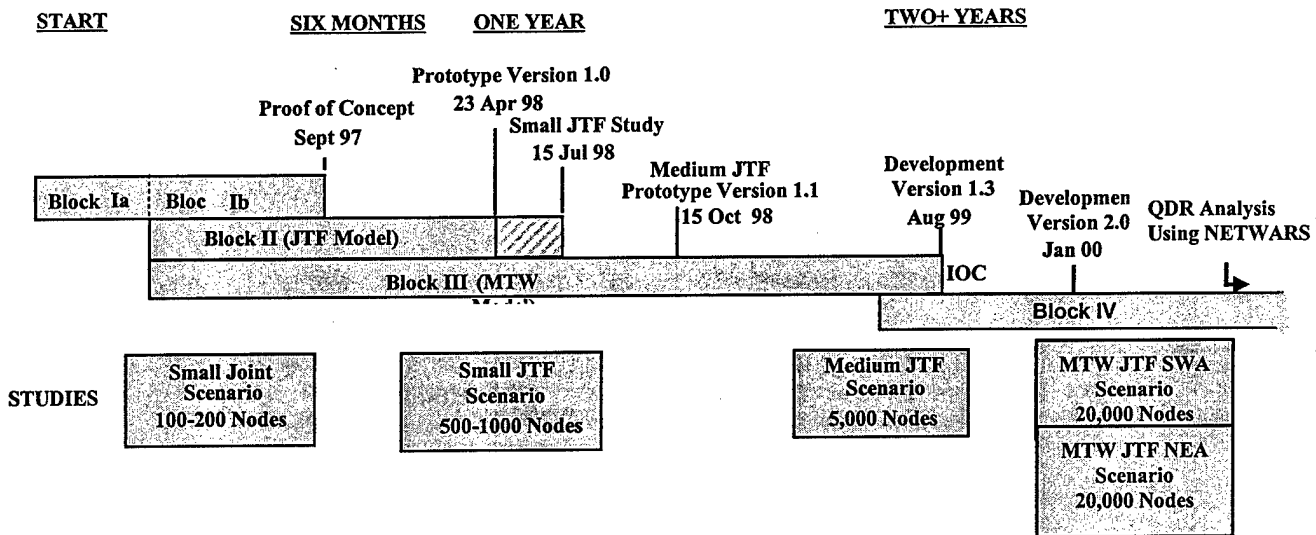 START
SIX MONTHS
ONE YEAR
TWO+ YEARS
Prototype Version 1.0
23 Apr 98
Proof of Concept
Sept 97
Small JTF Study
15 Jul 98
Medium JTF
Prototype Version 1.1
15 Oct 98
Development
Version 1.3
Aug 99
Developmen
Version 2.0
Jan 00
QDR Analysis
Using NETWARS
Block Ia
Bloc Ib
Block II (JTF Model)
Block III (MTW
IOC
Block IV
STUDIES
Small Joint
Scenario
100-200 Nodes
Small JTF
Scenario
500-1000 Nodes
Medium JTF
Scenario
5,000 Nodes
MTW JTF SWA
Scenario
20,000 Nodes
MTW JTF NEA
Scenario
20,000 Nodes